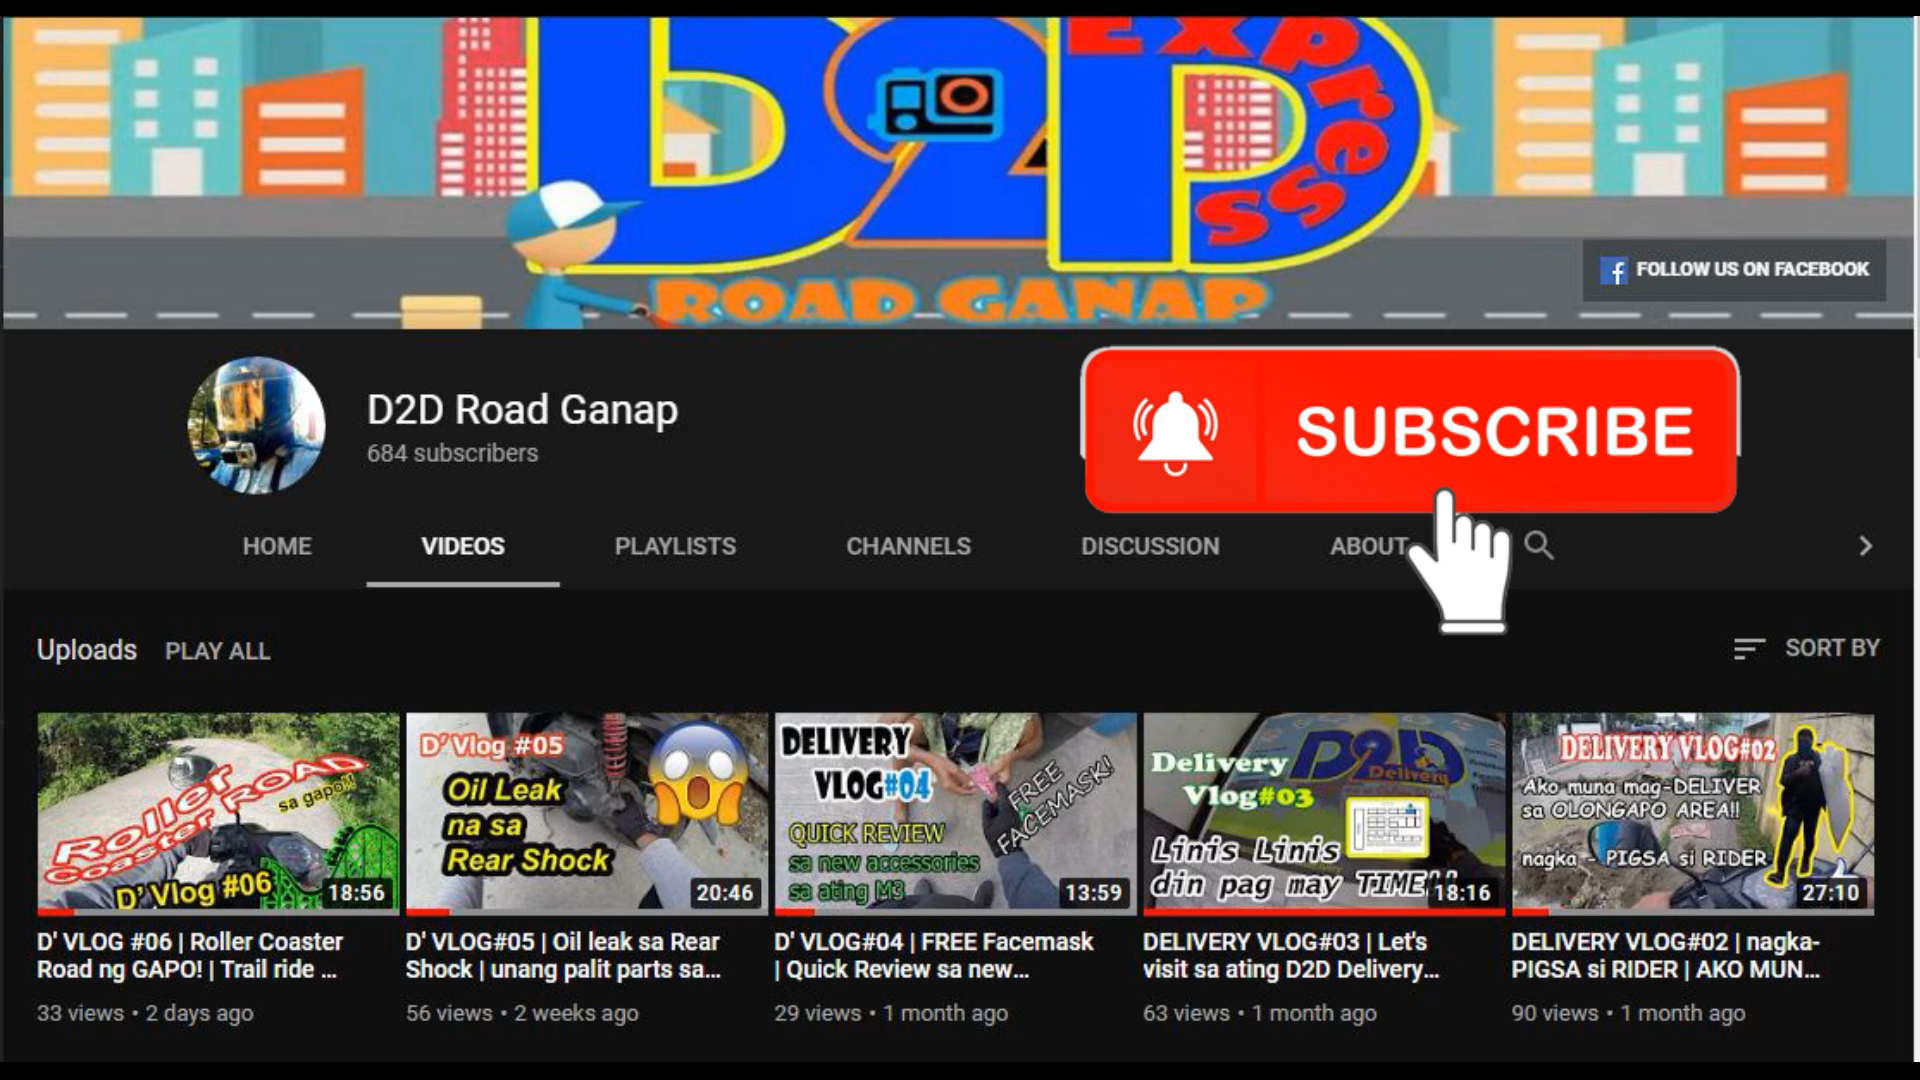 D2D
Express
ROAD GANAP
FOLLOW US ON FACEBOOK
D2D Road Ganap
684 subscribers
SUBSCRIBE
HOME
VIDEOS
PLAYLISTS
CHANNELS
DISCUSSION
ABOUT
Uploads
PLAY ALL
SORT BY
Roller
Coaster ROAD
sa gapo!!
D' Vlog #06
18:56
D' Vlog #05
Oil Leak
na sa
Rear Shock
20:46
DELIVERY
VLOG#04
FREE
FACEMASK!
QUICK REVIEW
sa new accessories
sa ating M3
13:59
D2D
Delivery
Delivery
Vlog#03
Linis Linis
din pag may TIME!!
18:16
DELIVERY VLOG#02
Ako muna mag-DELIVER
sa OLONGAPO AREA!!
nagka - PIGSA si RIDER
27:10
D' VLOG #06 | Roller Coaster
Road ng GAPO! | Trail ride ...
33 views • 2 days ago
D' VLOG#05 | Oil leak sa Rear
Shock | unang palit parts sa...
56 views • 2 weeks ago
D' VLOG#04 | FREE Facemask
| Quick Review sa new...
29 views • 1 month ago
DELIVERY VLOG#03 | Let's
visit sa ating D2D Delivery...
63 views • 1 month ago
DELIVERY VLOG#02 | nagka-
PIGSA si RIDER | AKO MUN...
90 views • 1 month ago